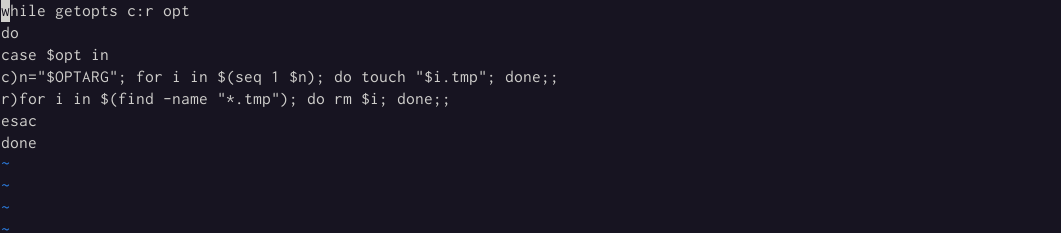 while getopts c:r opt
do
case $opt in
c)n="$OPTARG"; for i in $(seq 1 $n); do touch "$i.tmp"; done;;
r)for i in $(find -name "*.tmp"); do rm $i; done;;
esac
done
~
~
~
~